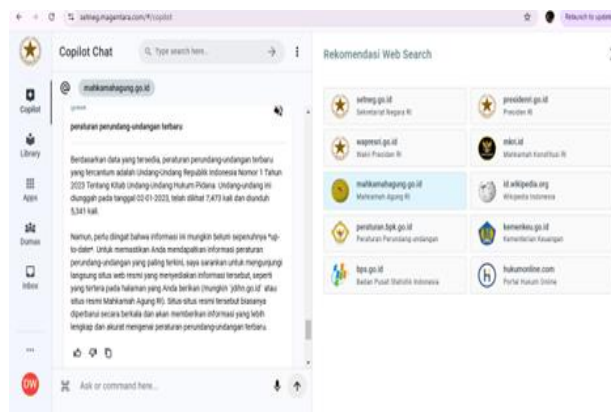 setneg.magentara.com/#/copilot
Relaunch to update
Copilot Chat
Type search here..
Rekomendasi Web Search
@ mahkamahagung.go.id
peraturan perundang-undangan terbaru
Berdasarkan data yang tersedia, peraturan perundang-undangan terbaru
yang tercantum adalah Undang-Undang Republik Indonesia Nomor 1 Tahun
2023 Tentang Kitab Undang-Undang Hukum Pidana. Undang-undang ini
diunggah pada tanggal 02-01-2023, telah dilihat 7,473 kali dan diunduh
5,341 kali.
Namun, perlu diingat bahwa informasi ini mungkin belum sepenuhnya *up-
to-date*. Untuk memastikan Anda mendapatkan informasi peraturan
perundang-undangan yang paling terkini, saya sarankan untuk mengunjungi
langsung situs web resmi yang menyediakan informasi tersebut, seperti
yang tertera pada halaman yang Anda berikan (mungkin 'jdihn.go.id' atau
situs resmi Mahkamah Agung RI). Situs-situs resmi tersebut biasanya
diperbarui secara berkala dan akan memberikan informasi yang lebih
lengkap dan akurat mengenai peraturan perundang-undangan terbaru.
Ask or command here...
Copilot
Library
Apps
Dumas
Inbox
DW
setneg.go.id
Sekretariat Negara RI
presidenri.go.id
Presiden RI
wapresri.go.id
Wakil Presiden RI
mkri.id
Mahkamah Konstitusi RI
mahkamahagung.go.id
Mahkamah Agung RI
id.wikipedia.org
Wikipedia Indonesia
peraturan.bpk.go.id
Peraturan Perundang-undangan
kemenkeu.go.id
Kementerian Keuangan
bps.go.id
Badan Pusat Statistik Indonesia
hukumonline.com
Portal Hukum Online